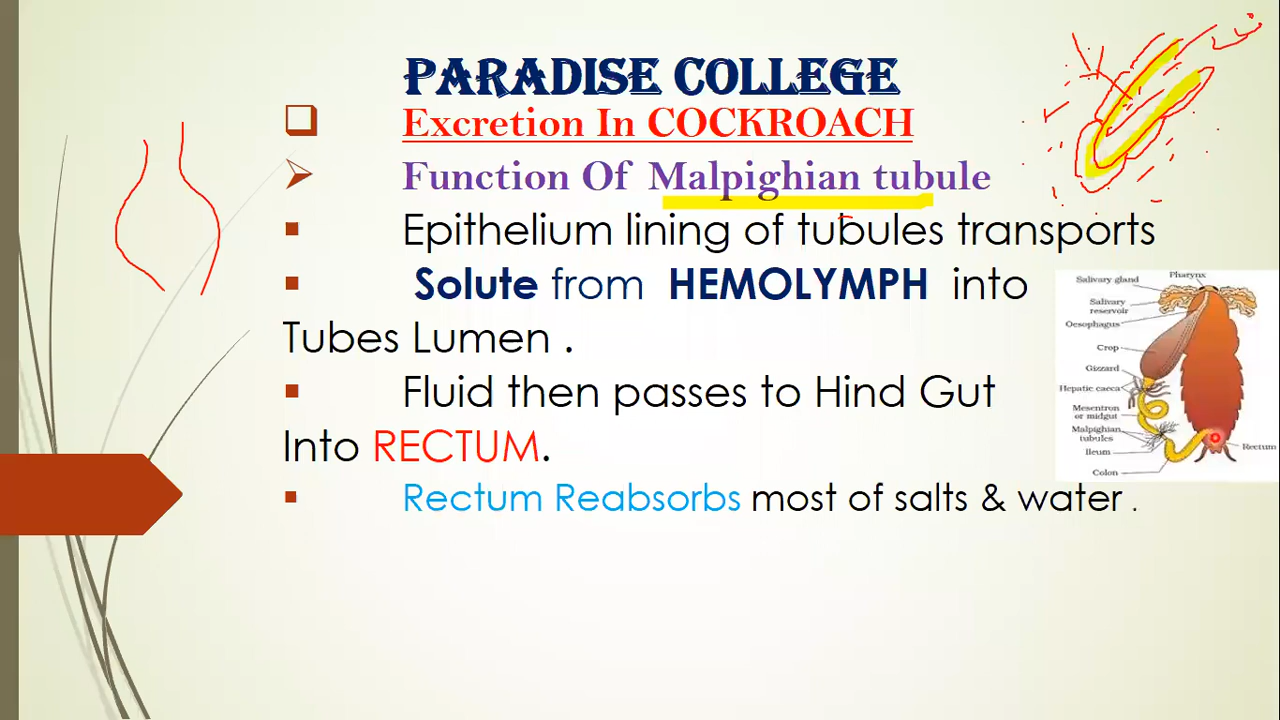 PARADISE COLLEGE
Excretion In COCKROACH
Function Of Malpighian tubule
Epithelium lining of tubules transports
Solute from HEMOLYMPH into
Tubes Lumen .
Fluid then passes to Hind Gut
Into RECTUM.
Rectum Reabsorbs most of salts & water .
Pharynx
Salivary gland
Salivary
reservoir
Oesophagus
Crop
Gizzard
Hepatic caeca
Mesentron
or midgut
Malpighian
tubules
Ileum
Rectum
Colon